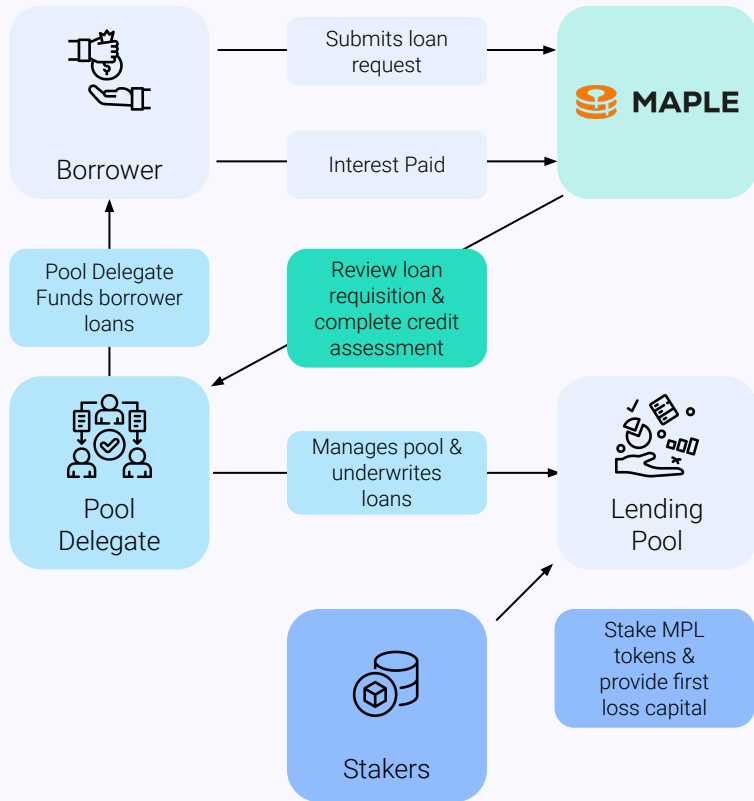 Submits loan
request
MAPLE
Borrower
Interest Paid
Pool Delegate
Funds borrower
loans
Review loan
requisition &
complete credit
assessment
Pool
Delegate
Manages pool &
underwrites
loans
Lending
Pool
Stakers
Stake MPL
tokens &
provide first
loss capital